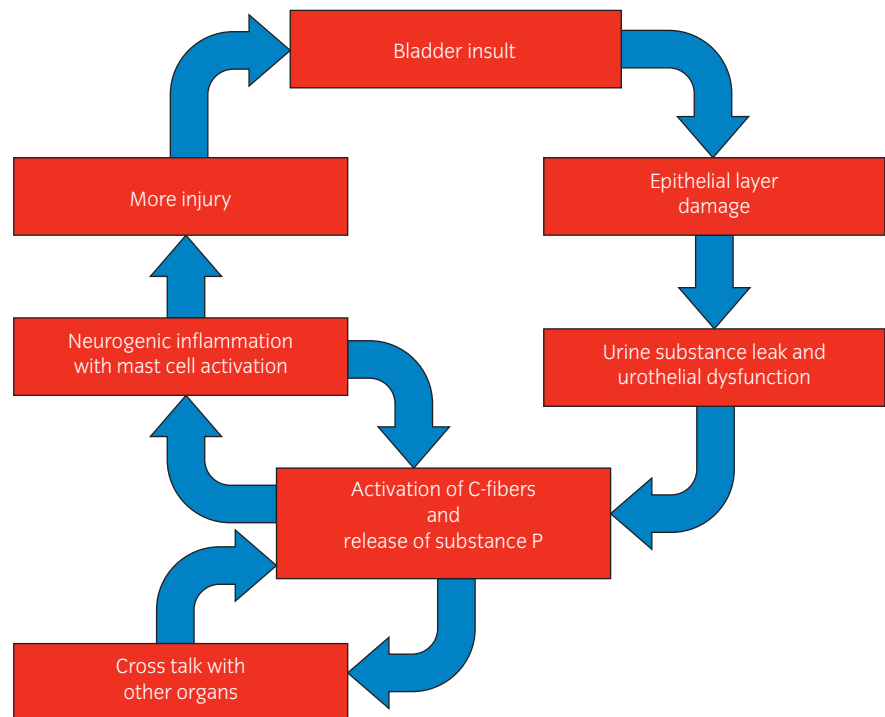 Bladder insult
Epithelial layer
damage
Urine substance leak and
urothelial dysfunction
Activation of C-fibers
and
release of substance P
Cross talk with
other organs
Neurogenic inflammation
with mast cell activation
More injury